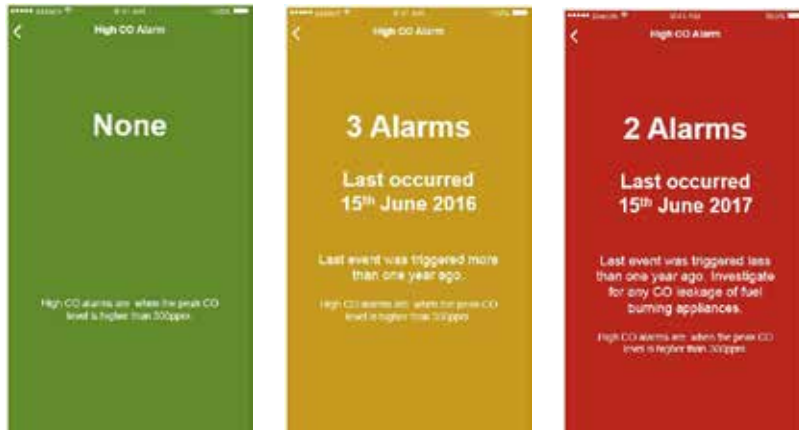 High CO Alarm
None
High CO alarms are when the peak CO
level is higher than 300ppm
High CO Alarm
3 Alarms
Last occurred
15th June 2016
Last event was triggered more
than one year ago.
High CO alarms are when the peak CO
level is higher than 300ppm
High CO Alarm
2 Alarms
Last occurred
15th June 2017
Last event was triggered less
than one year ago. Investigate
for any CO leakage of fuel
burning appliances.
High CO alarms are when the peak CO
level is higher than 300ppm